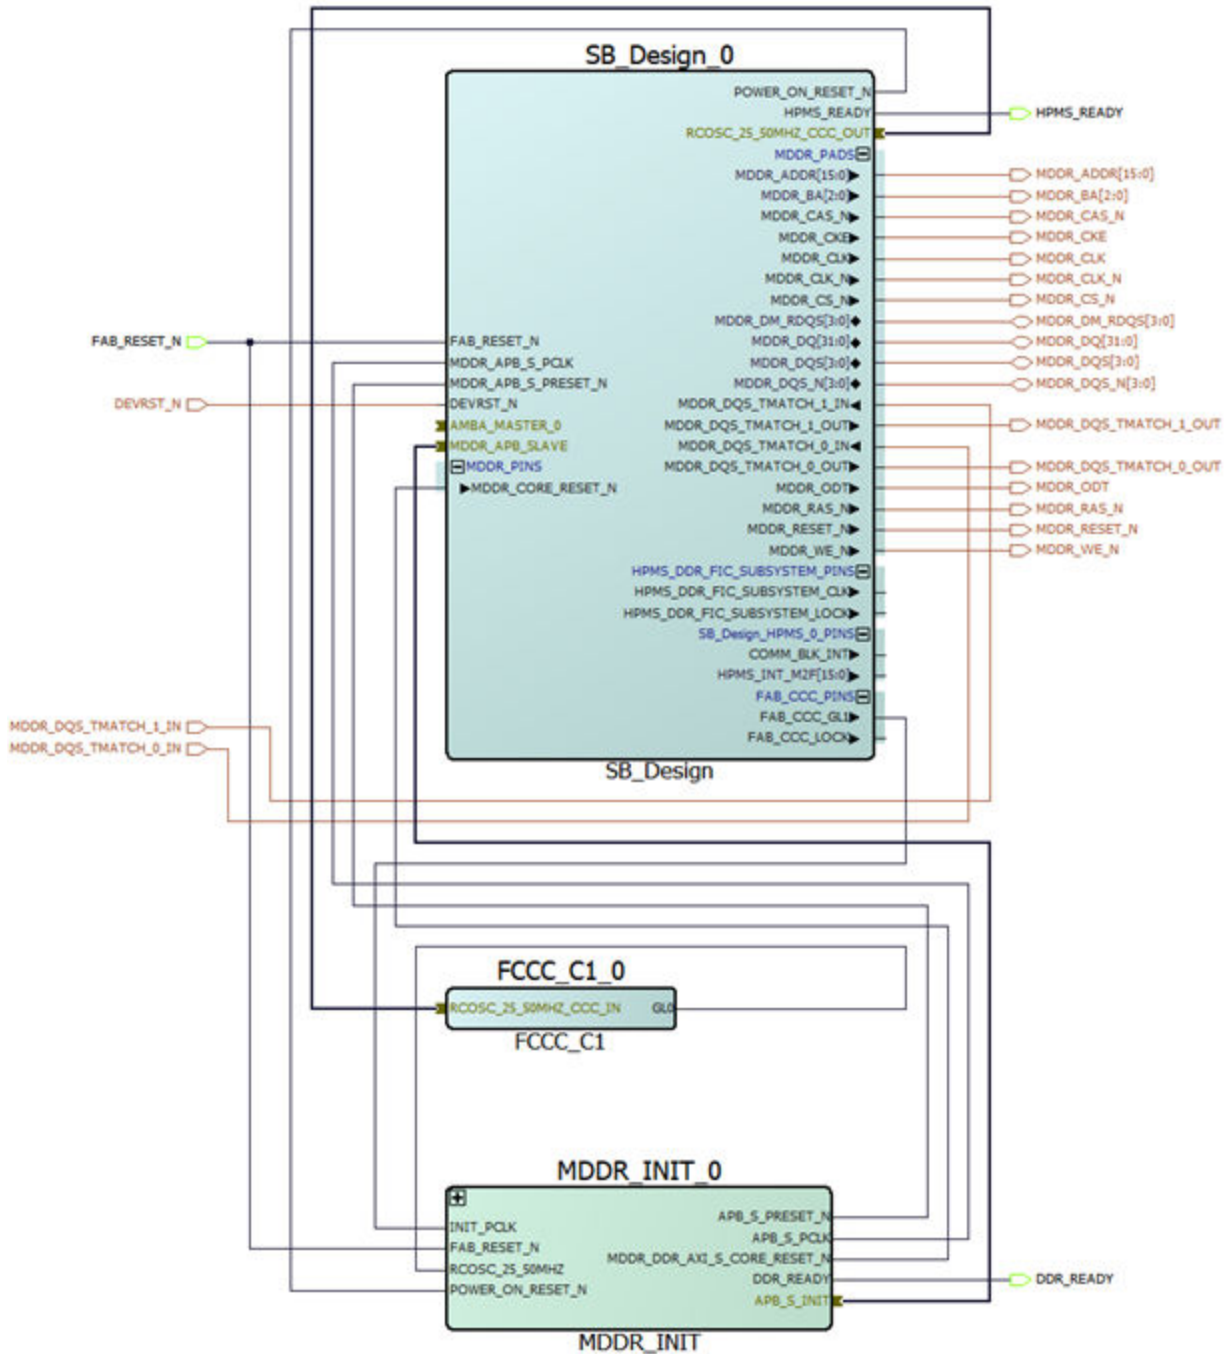 SB_Design_0
POWER_ON_RESET_N
HPMS_READY
HPMS_READY
RCOSC_25_50MHZ_CCC_OUT
MDDR_PADS
MDDR_ADDR[15:0]
MDDR_ADDR[15:0]
MDDR_BA[2:0]
MDDR_BA[2:0]
MDDR_CAS_N
MDDR_CAS_N
MDDR_CKE
MDDR_CKE
MDDR_CLK
MDDR_CLK
MDDR_CLK_N
MDDR_CLK_N
MDDR_CS_N
MDDR_CS_N
MDDR_DM_RDQS[3:0]
MDDR_DM_RDQS[3:0]
FAB_RESET_N
FAB_RESET_N
MDDR_DQ[31:0]
MDDR_DQ[31:0]
MDDR_APB_S_PCLK
MDDR_DQS[3:0]
MDDR_DQS[3:0]
MDDR_APB_S_PRESET_N
MDDR_DQS_N[3:0]
MDDR_DQS_N[3:0]
DEVRST_N
DEVRST_N
MDDR_DQS_TMATCH_1_IN
AMBA_MASTER_0
MDDR_DQS_TMATCH_1_OUT
MDDR_DQS_TMATCH_1_OUT
MDDR_APB_SLAVE
MDDR_DQS_TMATCH_0_IN
MDDR_PINS
MDDR_DQS_TMATCH_0_OUT
MDDR_DQS_TMATCH_0_OUT
MDDR_CORE_RESET_N
MDDR_ODT
MDDR_ODT
MDDR_RAS_N
MDDR_RAS_N
MDDR_RESET_N
MDDR_RESET_N
MDDR_WE_N
MDDR_WE_N
HPMS_DDR_FIC_SUBSYSTEM_PINS
HPMS_DDR_FIC_SUBSYSTEM_CLK
HPMS_DDR_FIC_SUBSYSTEM_LOCK
SB_Design_HPMS_0_PINS
COMM_BLK_INT
HPMS_INT_M2F[15:0]
FAB_CCC_PINS
FAB_CCC_GL1
FAB_CCC_LOCK
MDDR_DQS_TMATCH_1_IN
MDDR_DQS_TMATCH_0_IN
SB_Design
FCCC_C1_0
RCOSC_25_50MHZ_CCC_IN
GL0
FCCC_C1
MDDR_INIT_0
APB_S_PRESET_N
INIT_PCLK
APB_S_PCLK
FAB_RESET_N
MDDR_DDR_AXI_S_CORE_RESET_N
RCOSC_25_50MHZ
DDR_READY
DDR_READY
POWER_ON_RESET_N
APB_S_INIT
MDDR_INIT